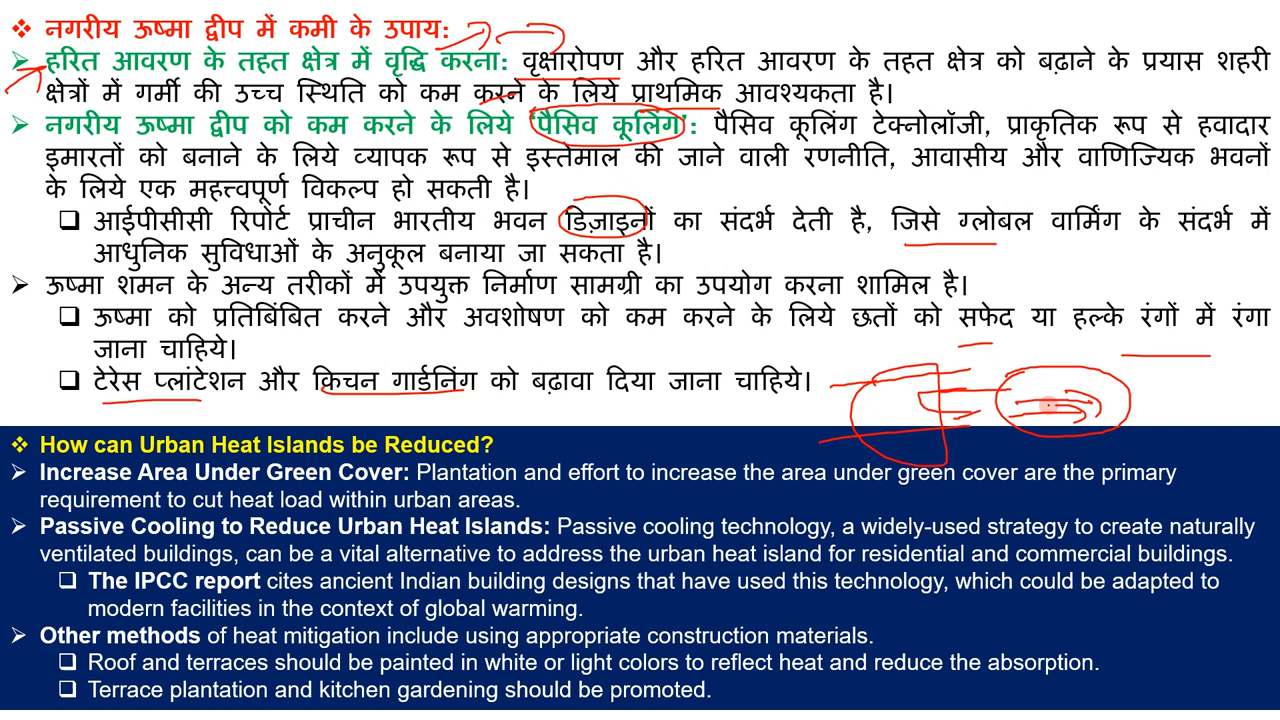 ❖ नगरीय ऊष्मा द्वीप में कमी के उपाय:
➤ हरित आवरण के तहत क्षेत्र में वृद्धि करना: वृक्षारोपण और हरित आवरण के तहत क्षेत्र को बढ़ाने के प्रयास शहरी
क्षेत्रों में गर्मी की उच्च स्थिति को कम करने के लिये प्राथमिक आवश्यकता है।
➤ नगरीय ऊष्मा द्वीप को कम करने के लिये 'पैसिव कूलिंग': पैसिव कूलिंग टेक्नोलॉजी, प्राकृतिक रूप से हवादार
इमारतों को बनाने के लिये व्यापक रूप से इस्तेमाल की जाने वाली रणनीति, आवासीय और वाणिज्यिक भवनों
के लिये एक महत्त्वपूर्ण विकल्प हो सकती है।
❑ आईपीसीसी रिपोर्ट प्राचीन भारतीय भवन डिज़ाइनों का संदर्भ देती है, जिसे ग्लोबल वार्मिंग के संदर्भ में
आधुनिक सुविधाओं के अनुकूल बनाया जा सकता है।
➤ ऊष्मा शमन के अन्य तरीकों में उपयुक्त निर्माण सामग्री का उपयोग करना शामिल है।
❑ ऊष्मा को प्रतिबिंबित करने और अवशोषण को कम करने के लिये छतों को सफेद या हल्के रंगों में रंगा
जाना चाहिये।
❑ टेरेस प्लांटेशन और किचन गार्डनिंग को बढ़ावा दिया जाना चाहिये।
❖ How can Urban Heat Islands be Reduced?
➤ Increase Area Under Green Cover: Plantation and effort to increase the area under green cover are the primary
requirement to cut heat load within urban areas.
➤ Passive Cooling to Reduce Urban Heat Islands: Passive cooling technology, a widely-used strategy to create naturally
ventilated buildings, can be a vital alternative to address the urban heat island for residential and commercial buildings.
❑ The IPCC report cites ancient Indian building designs that have used this technology, which could be adapted to
modern facilities in the context of global warming.
➤ Other methods of heat mitigation include using appropriate construction materials.
❑ Roof and terraces should be painted in white or light colors to reflect heat and reduce the absorption.
❑ Terrace plantation and kitchen gardening should be promoted.